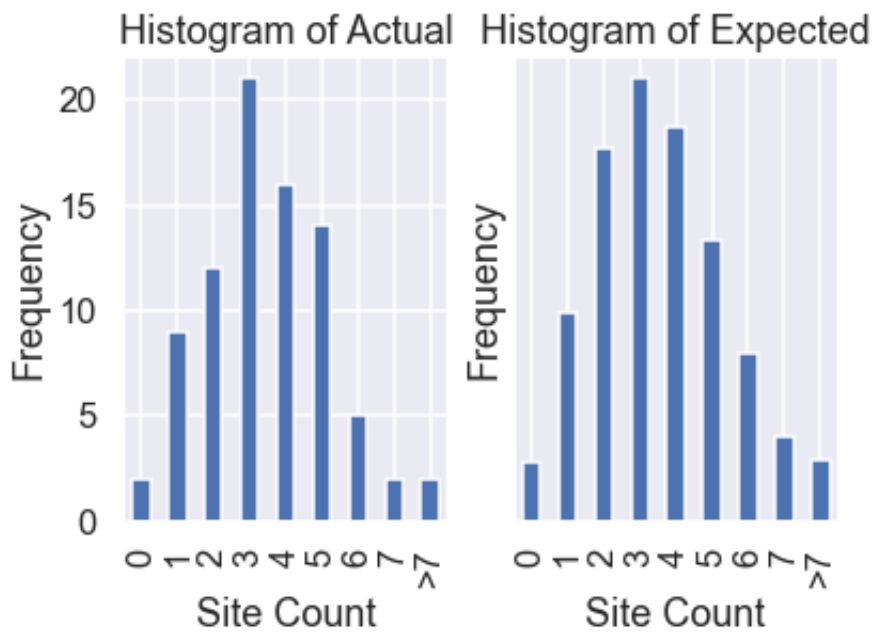 Histogram of Actual
Frequency
20
15
10
5
0
0 1 2 3 4 5 6 7 >7
Site Count
Histogram of Expected
Frequency
0 1 2 3 4 5 6 7 >7
Site Count